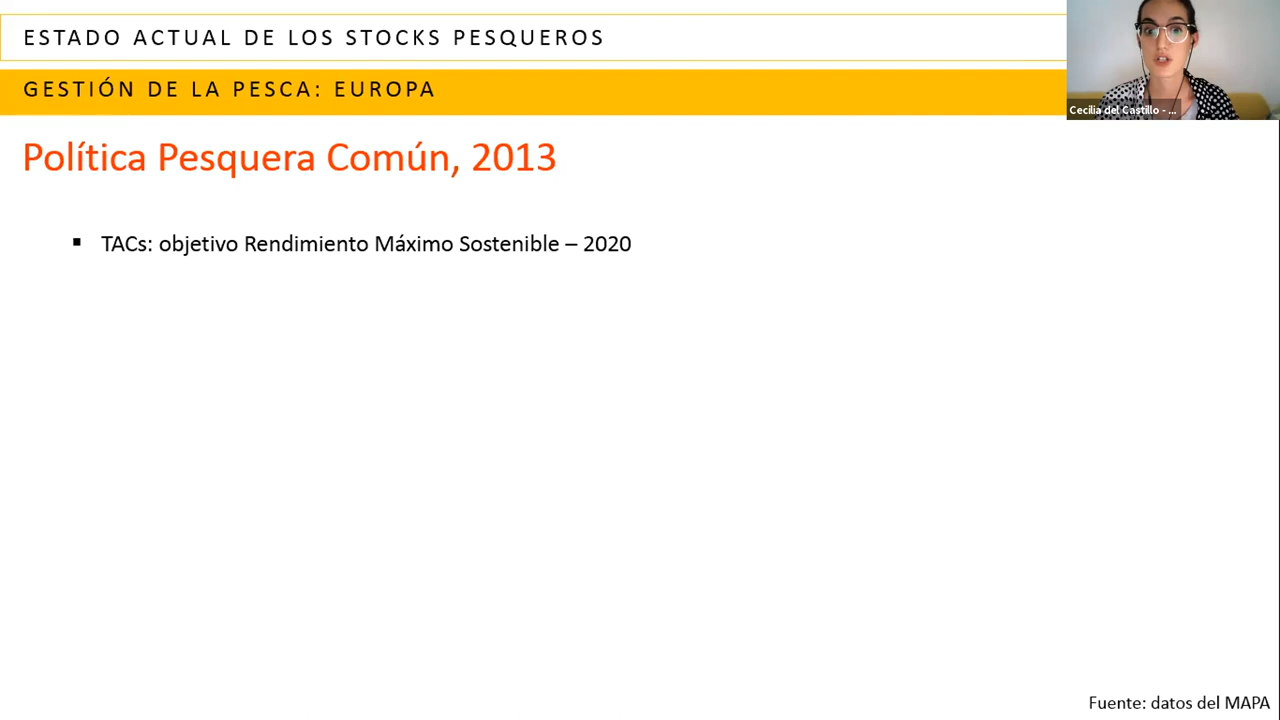 ESTADO ACTUAL DE LOS STOCKS PESQUEROS
GESTIÓN DE LA PESCA: EUROPA
Cecilia del Castillo - ...
Política Pesquera Común, 2013
▪ TACs: objetivo Rendimiento Máximo Sostenible – 2020
Fuente: datos del MAPA